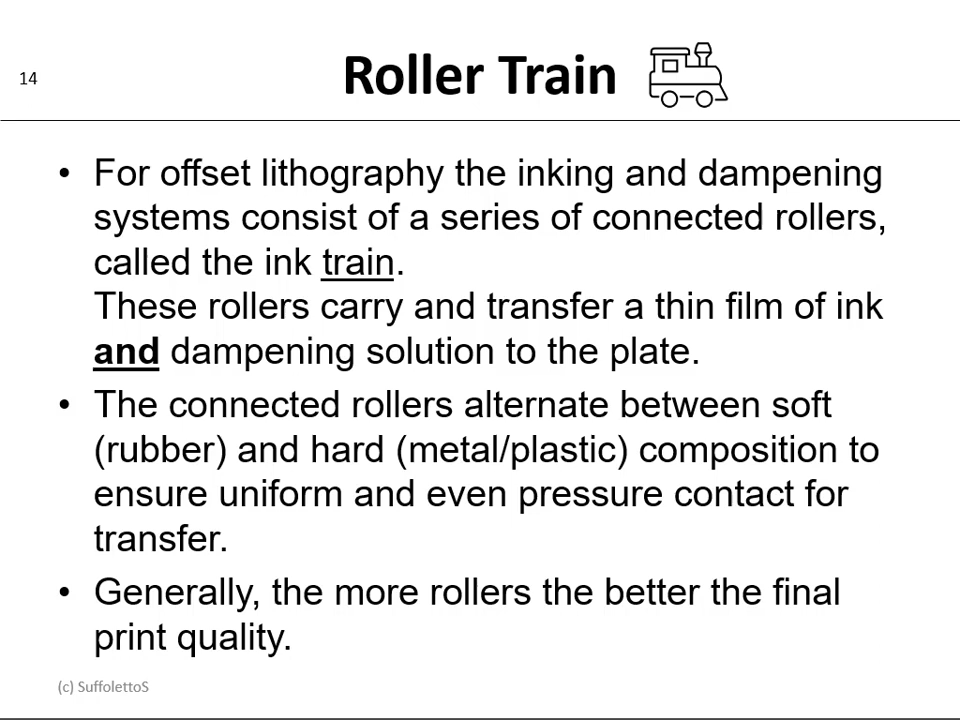 14
Roller Train
• For offset lithography the inking and dampening
systems consist of a series of connected rollers,
called the ink train.
These rollers carry and transfer a thin film of ink
and dampening solution to the plate.
• The connected rollers alternate between soft
(rubber) and hard (metal/plastic) composition to
ensure uniform and even pressure contact for
transfer.
• Generally, the more rollers the better the final
print quality.
(c) SuffolettoS